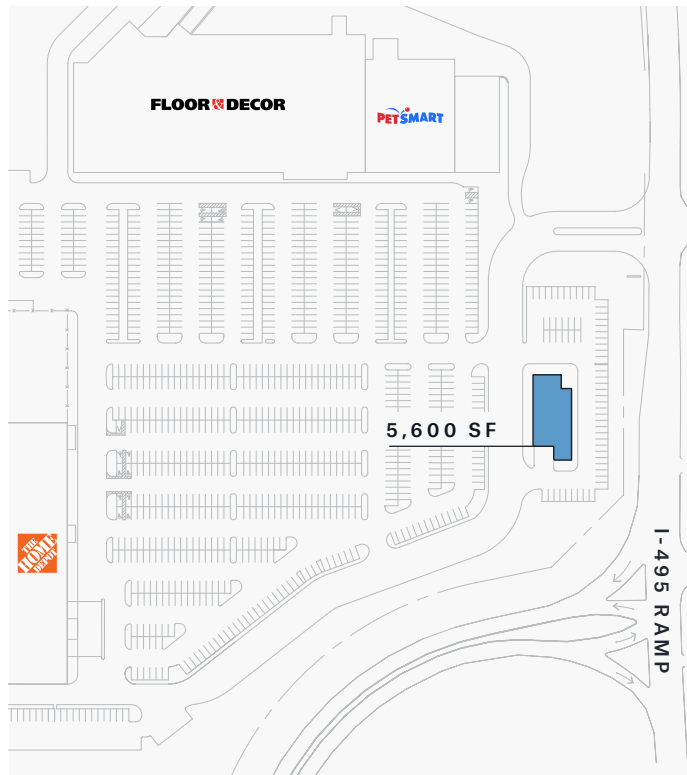 FLOOR & DECOR
PETSMART
5,600 SF
THE
HOME
DEPOT
I-495 RAMP